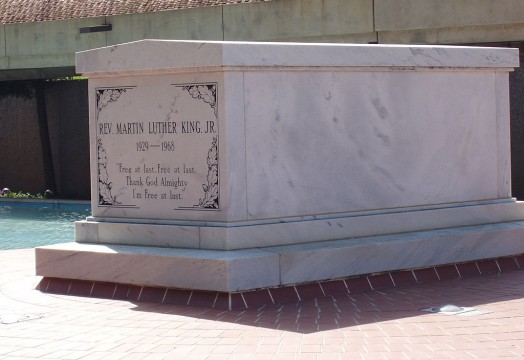 REV. MARTIN LUTHER KING, JR.
1929—1968
"Free at last, Free at last,
Thank God Almighty
I'm Free at last."